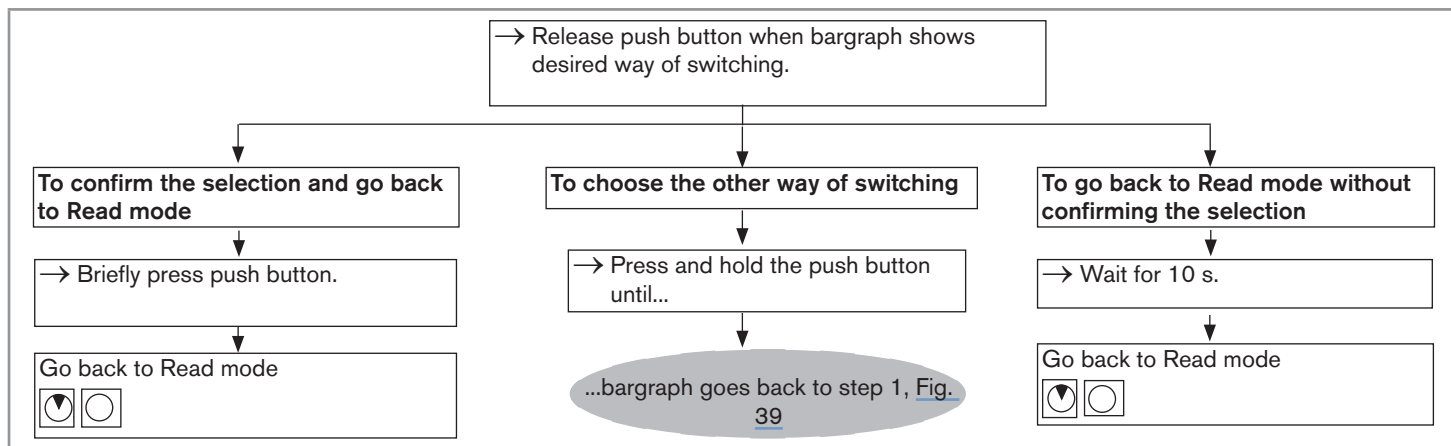 → Release push button when bargraph shows
desired way of switching.
To confirm the selection and go back
to Read mode
→ Briefly press push button.
Go back to Read mode
To choose the other way of switching
→ Press and hold the push button
until...
...bargraph goes back to step 1, Fig.
39
To go back to Read mode without
confirming the selection
→ Wait for 10 s.
Go back to Read mode